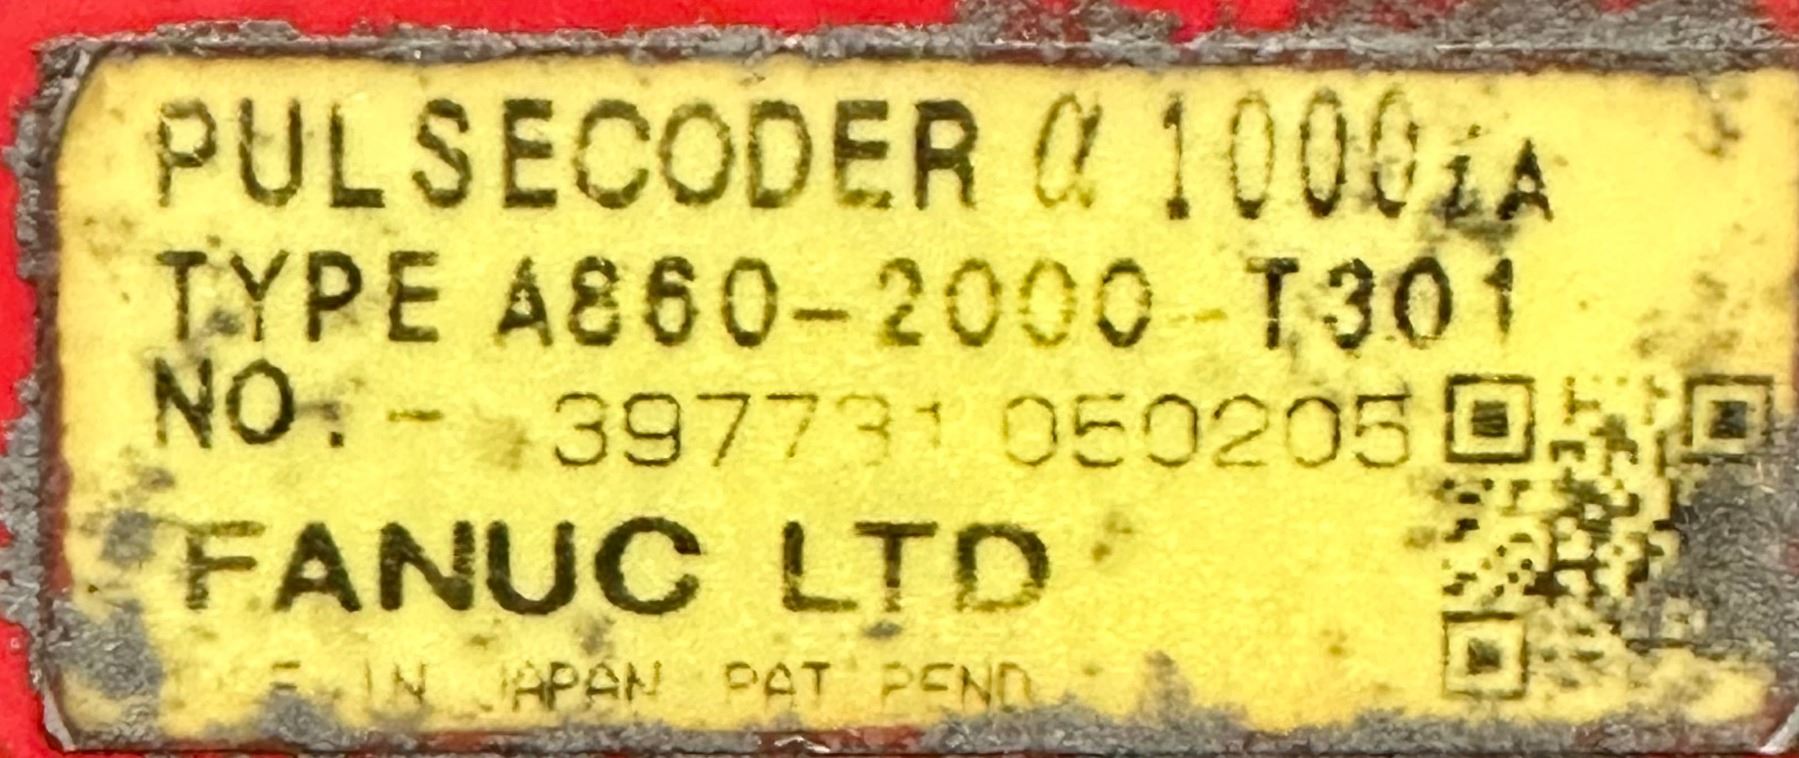 PULSECODER α 1000iA
TYPE A860-2000-T301
NO. - 397731 050205
FANUC LTD
IN JAPAN PAT PEND